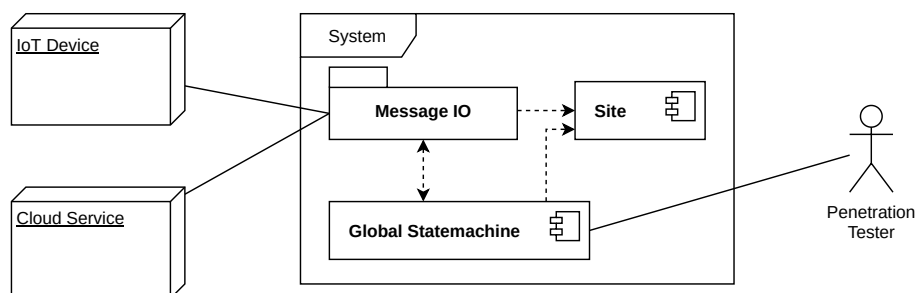 IoT Device
System
Message IO
Site
Cloud Service
Global Statemachine
Penetration
Tester